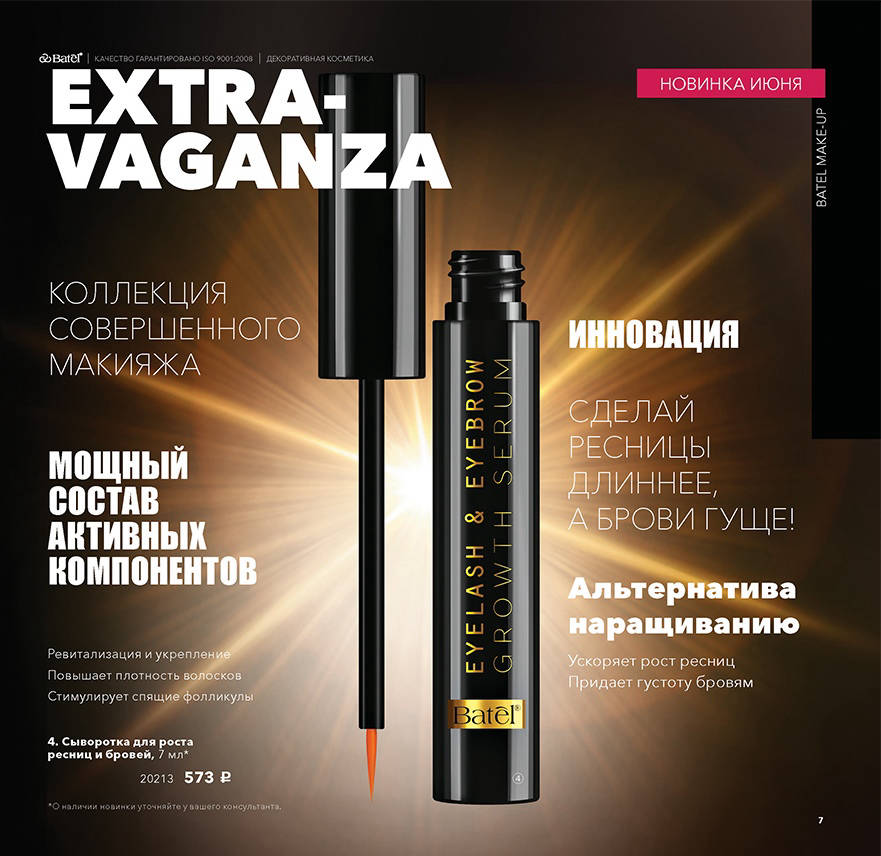 Batel® | КАЧЕСТВО ГАРАНТИРОВАНО ISO 9001:2008 | ДЕКОРАТИВНАЯ КОСМЕТИКА
EXTRA-
VAGANZA
НОВИНКА ИЮНЯ
BATEL MAKE-UP
КОЛЛЕКЦИЯ
СОВЕРШЕННОГО
МАКИЯЖА
МОЩНЫЙ
СОСТАВ
АКТИВНЫХ
КОМПОНЕНТОВ
Ревитализация и укрепление
Повышает плотность волосков
Стимулирует спящие фолликулы
4. Сыворотка для роста
ресниц и бровей, 7 мл*
20213 573 ₽
*О наличии новинки уточняйте у вашего консультанта.
EYELASH & EYEBROW
GROWTH SERUM
Batel®
4
ИННОВАЦИЯ
СДЕЛАЙ
РЕСНИЦЫ
ДЛИННЕЕ,
А БРОВИ ГУЩЕ!
Альтернатива
наращиванию
Ускоряет рост ресниц
Придает густоту бровям
7